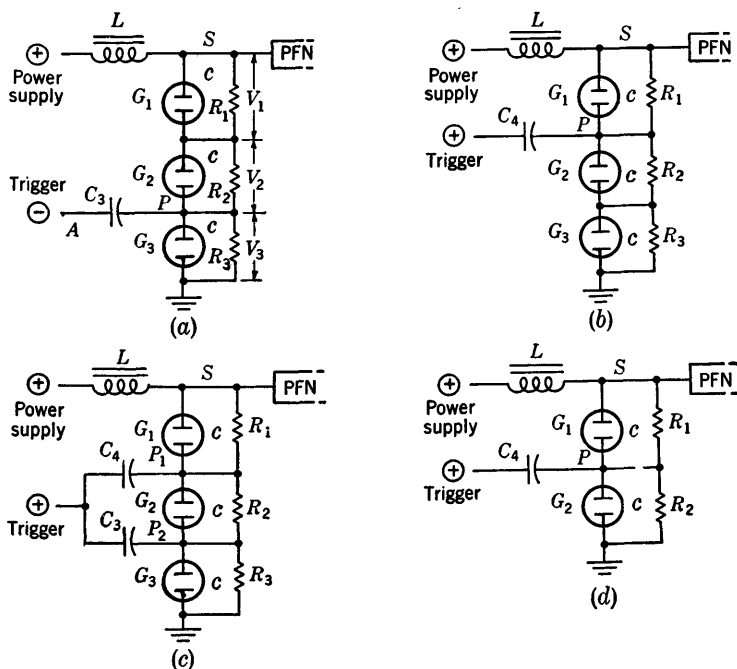 L
S
PFN
+
Power
supply
c
G₁
R₁
V₁
c
G₂
R₂
V₂
Trigger
C₃
P
−
A
c
G₃
R₃
V₃
(a)
L
S
PFN
+
Power
supply
G₁
c
R₁
C₄
P
+
Trigger
G₂
c
R₂
G₃
c
R₃
(b)
L
S
PFN
+
Power
supply
G₁
c
R₁
C₄
P₁
+
Trigger
G₂
c
R₂
C₃
P₂
G₃
c
R₃
(c)
L
S
PFN
+
Power
supply
G₁
c
R₁
C₄
P
+
Trigger
G₂
c
R₂
(d)